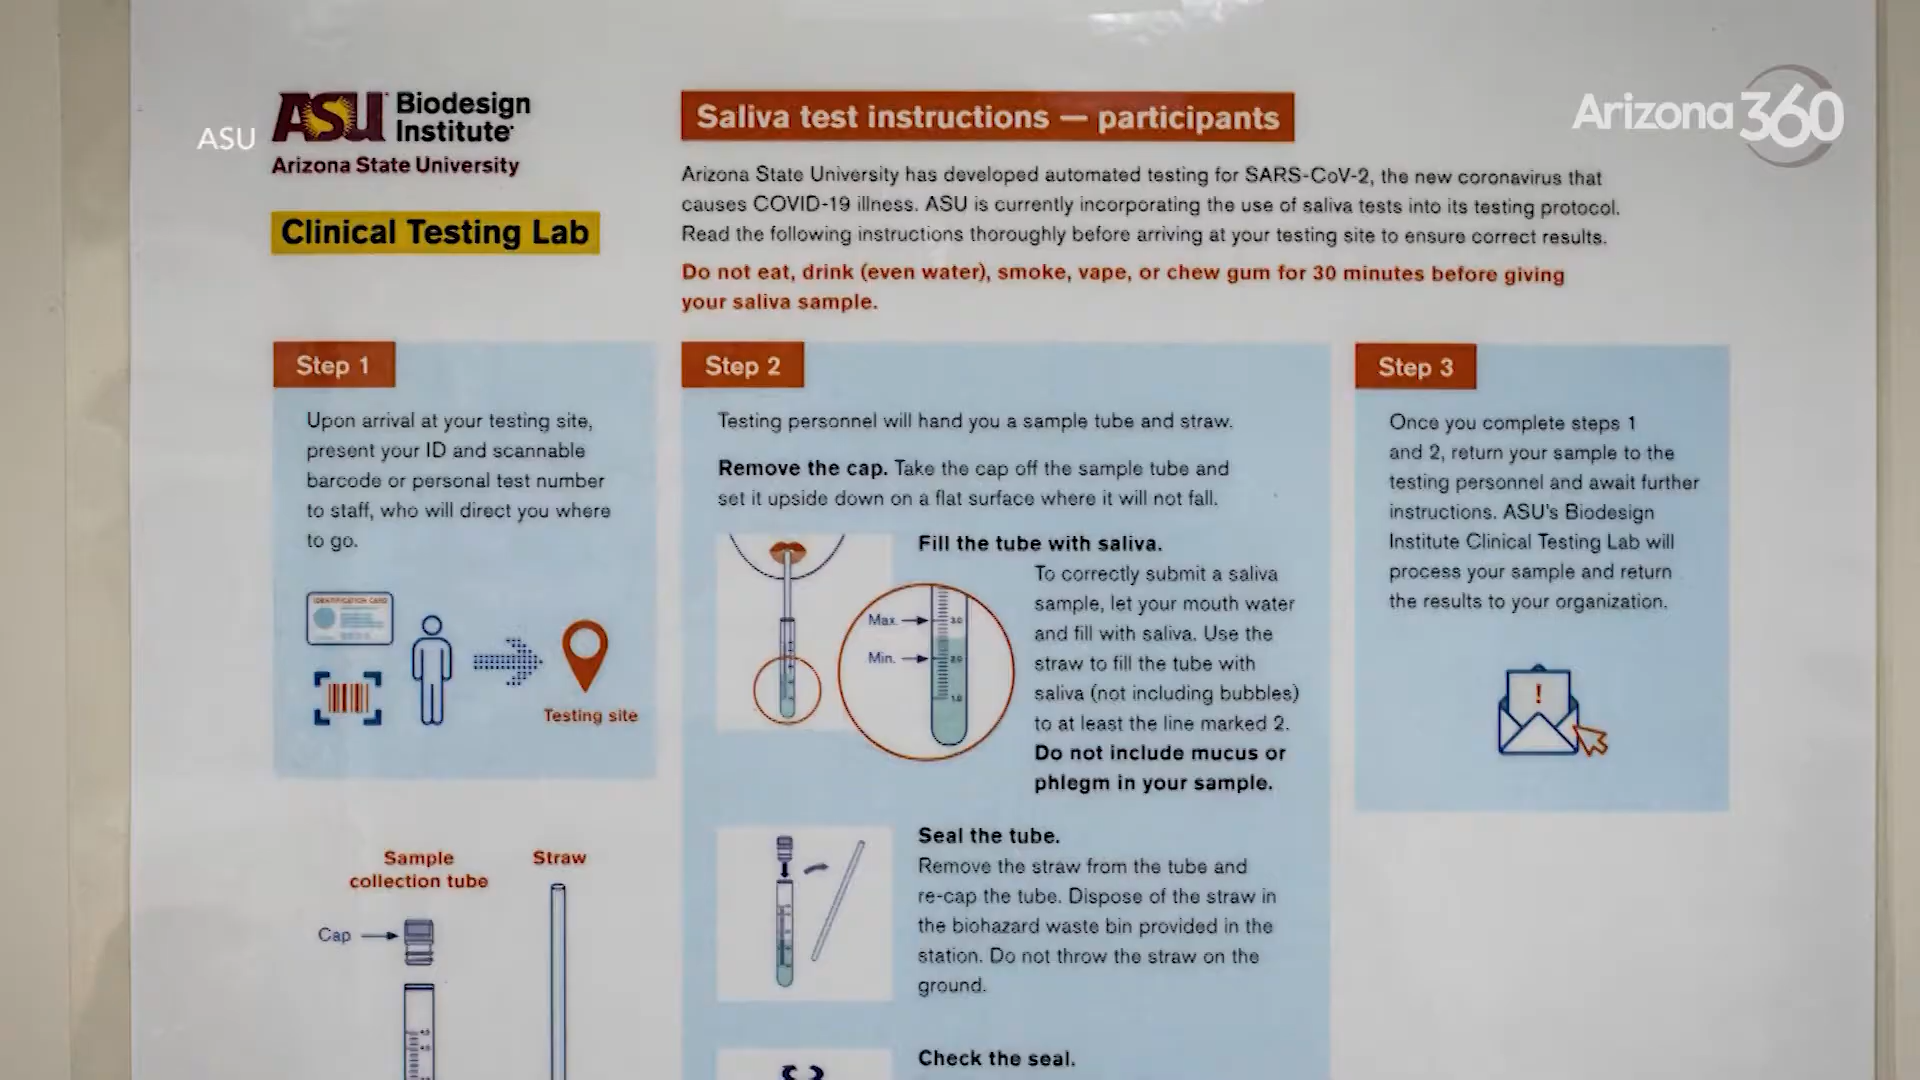 ASU
ASU Biodesign
Institute
Arizona State University
Clinical Testing Lab
Arizona 360
Saliva test instructions — participants
Arizona State University has developed automated testing for SARS-CoV-2, the new coronavirus that
causes COVID-19 illness. ASU is currently incorporating the use of saliva tests into its testing protocol.
Read the following instructions thoroughly before arriving at your testing site to ensure correct results.
Do not eat, drink (even water), smoke, vape, or chew gum for 30 minutes before giving
your saliva sample.
Step 1
Upon arrival at your testing site,
present your ID and scannable
barcode or personal test number
to staff, who will direct you where
to go.
IDENTIFICATION CARD
Testing site
Sample
collection tube
Straw
Cap
4.5
4.0
Step 2
Testing personnel will hand you a sample tube and straw.
Remove the cap. Take the cap off the sample tube and
set it upside down on a flat surface where it will not fall.
Fill the tube with saliva.
To correctly submit a saliva
sample, let your mouth water
and fill with saliva. Use the
straw to fill the tube with
saliva (not including bubbles)
to at least the line marked 2.
Do not include mucus or
phlegm in your sample.
Max.
3.0
Min.
2.0
1.0
Seal the tube.
Remove the straw from the tube and
re-cap the tube. Dispose of the straw in
the biohazard waste bin provided in the
station. Do not throw the straw on the
ground.
Check the seal.
Step 3
Once you complete steps 1
and 2, return your sample to the
testing personnel and await further
instructions. ASU's Biodesign
Institute Clinical Testing Lab will
process your sample and return
the results to your organization.
!